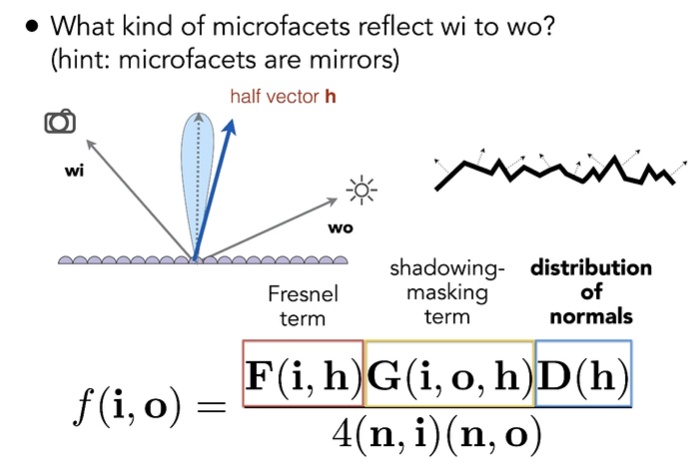 • What kind of microfacets reflect wi to wo?
(hint: microfacets are mirrors)
half vector h
wi
wo
Fresnel
term
shadowing-
masking
term
distribution
of
normals
f(i, o) = F(i, h)G(i, o, h)D(h)
4(n, i)(n, o)